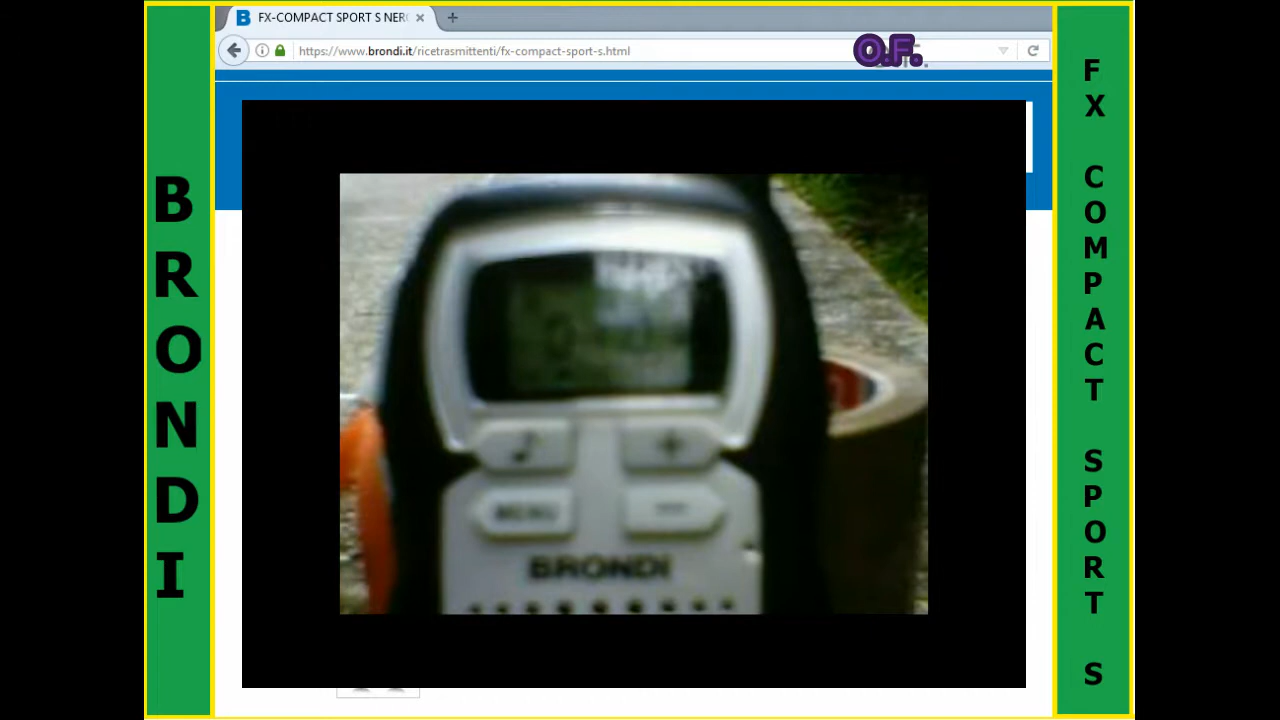 FX-COMPACT SPORT S NER
https://www.brondi.it/ricetrasmittenti/fx-compact-sport-s.html
O.F.
BRONDI
FX COMPACT SPORT S
MENU
BRONDI